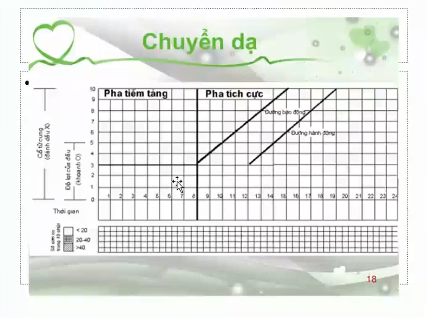 Chuyển dạ
Pha tiềm tàng Pha tích cực
Đường báo động
Đường hành động
Cổ tử cung
(đánh dấu X)
Độ lọt của đầu
(khoanh O)
10
9
8
7
6
5
4
3
2
1
0
1 2 3 4 5 6 7 8 9 10 11 12 13 14 15 16 17 18 19 20 21 22 23 24
Thời gian
< 20
20-40
>40
18